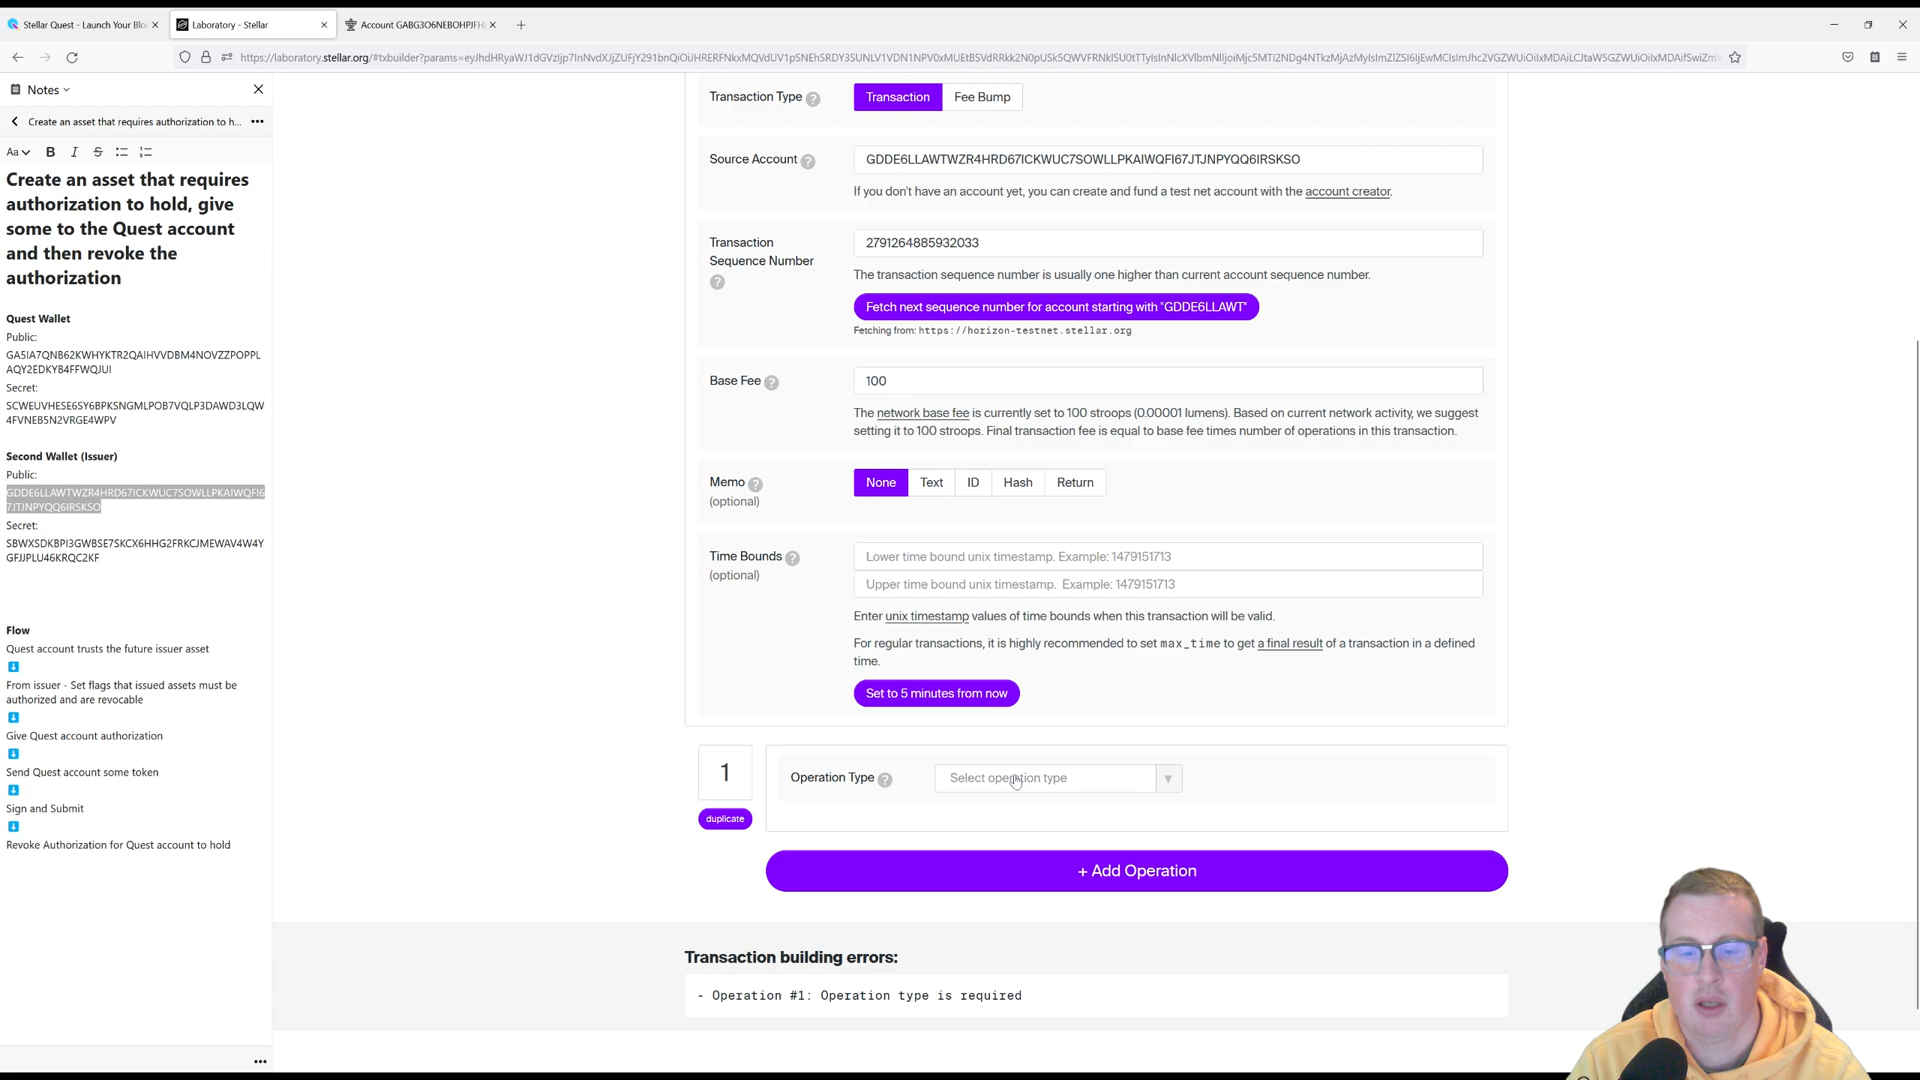 Stellar Quest - Launch Your Bloc
Laboratory - Stellar
Account GABG3O6NEBOHPJFHI
https://laboratory.stellar.org/#txbuilder?params=
Notes
Create an asset that requires authorization to h...
Aa B I S
Create an asset that requires
authorization to hold, give
some to the Quest account
and then revoke the
authorization
Quest Wallet
Public:
GA5IA7QNB62KWHYKTR2QAIHVVDBM4NOVZZPOPPL
AQY2EDKYB4FFWQJUI
Secret:
SCWEUVHESE6SY6BPKSNGMLPOB7VQLP3DAWD3LQW
4FVNEB5N2VRGE4WPV
Second Wallet (Issuer)
Public:
GDDE6LLAWTWZR4HRD67ICKWUC7SOWLLPKAIWQFI6
7JTJNPYQQ6IRSKSO
Secret:
SBWXSDKBPI3GWBSE7SKCX6HHG2FRKCJMEWAV4W4Y
GFJJPLU46KRQC2KF
Flow
Quest account trusts the future issuer asset
From issuer - Set flags that issued assets must be
authorized and are revocable
Give Quest account authorization
Send Quest account some token
Sign and Submit
Revoke Authorization for Quest account to hold
Transaction Type ? Transaction Fee Bump
Source Account ? GDDE6LLAWTWZR4HRD67ICKWUC7SOWLLPKAIWQFI67JTJNPYQQ6IRSKSO
If you don't have an account yet, you can create and fund a test net account with the account creator.
Transaction
Sequence Number
?
2791264885932033
The transaction sequence number is usually one higher than current account sequence number.
Fetch next sequence number for account starting with "GDDE6LLAWT"
Fetching from: https://horizon-testnet.stellar.org
Base Fee ? 100
The network base fee is currently set to 100 stroops (0.00001 lumens). Based on current network activity, we suggest
setting it to 100 stroops. Final transaction fee is equal to base fee times number of operations in this transaction.
Memo ?
(optional)
None Text ID Hash Return
Time Bounds ?
(optional)
Lower time bound unix timestamp. Example: 1479151713
Upper time bound unix timestamp. Example: 1479151713
Enter unix timestamp values of time bounds when this transaction will be valid.
For regular transactions, it is highly recommended to set max_time to get a final result of a transaction in a defined
time.
Set to 5 minutes from now
1
duplicate
Operation Type ? Select operation type
+ Add Operation
Transaction building errors:
- Operation #1: Operation type is required